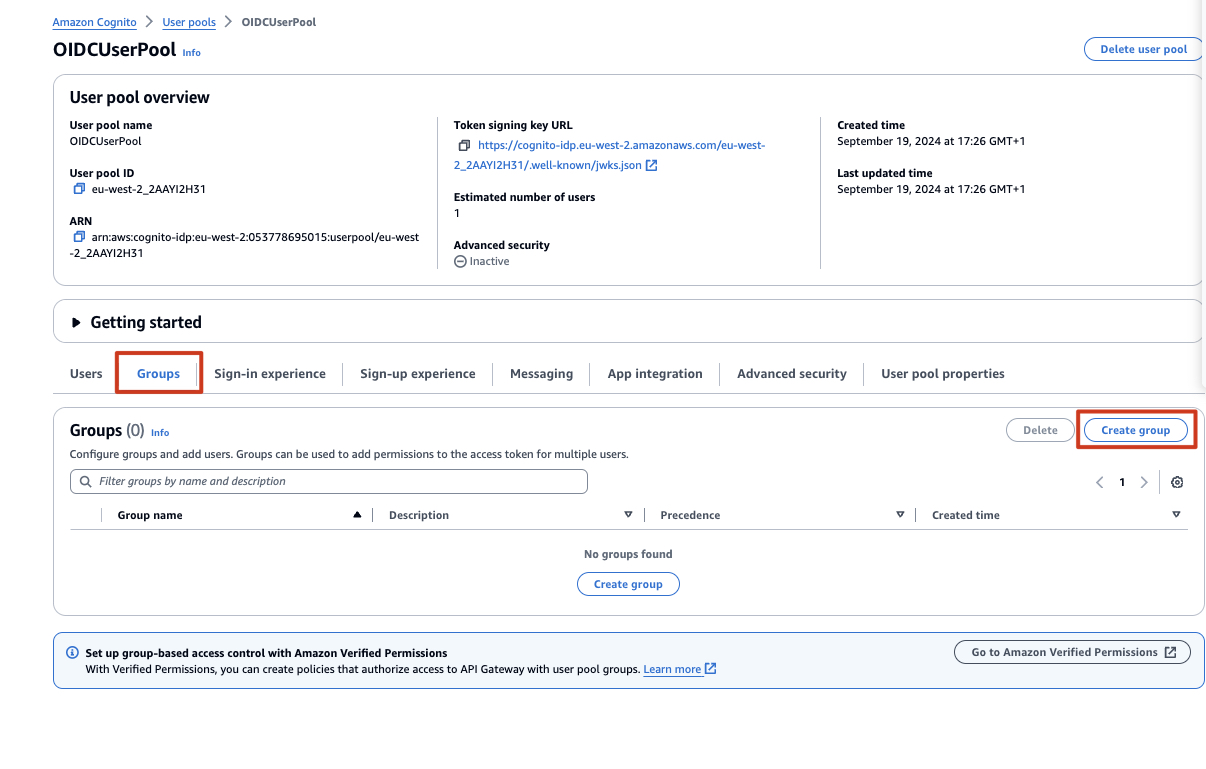 Amazon Cognito > User pools > OIDCUserPool
OIDCUserPool Info
Delete user pool
User pool overview
User pool name
OIDCUserPool
User pool ID
eu-west-2_2AAYI2H31
ARN
arn:aws:cognito-idp:eu-west-2:053778695015:userpool/eu-west
-2_2AAYI2H31
Token signing key URL
https://cognito-idp.eu-west-2.amazonaws.com/eu-west-
2_2AAYI2H31/.well-known/jwks.json
Estimated number of users
1
Advanced security
Inactive
Created time
September 19, 2024 at 17:26 GMT+1
Last updated time
September 19, 2024 at 17:26 GMT+1
Getting started
Users Groups Sign-in experience Sign-up experience Messaging App integration Advanced security User pool properties
Groups (0) Info
Delete Create group
Configure groups and add users. Groups can be used to add permissions to the access token for multiple users.
Filter groups by name and description
1
Group name Description Precedence Created time
No groups found
Create group
Set up group-based access control with Amazon Verified Permissions
With Verified Permissions, you can create policies that authorize access to API Gateway with user pool groups. Learn more
Go to Amazon Verified Permissions